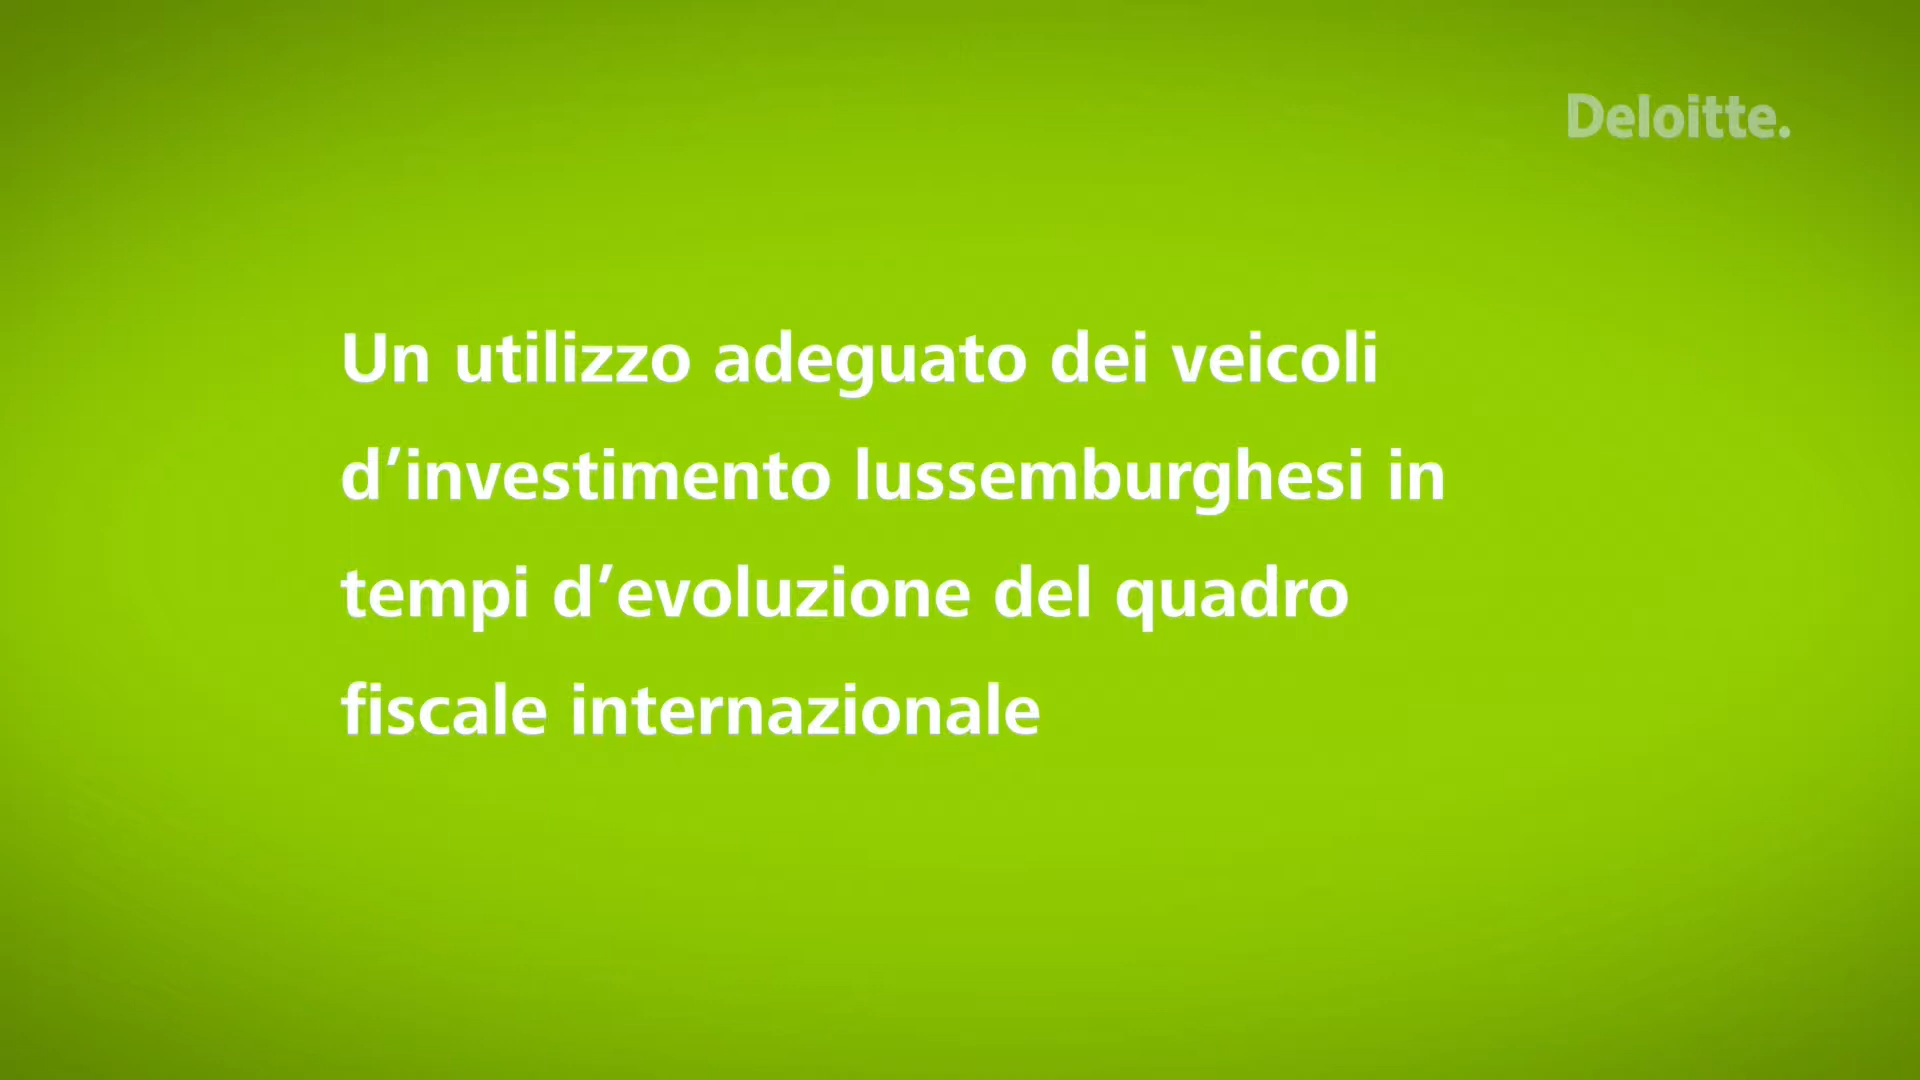 Deloitte.
Un utilizzo adeguato dei veicoli
d’investimento lussemburghesi in
tempi d’evoluzione del quadro
fiscale internazionale